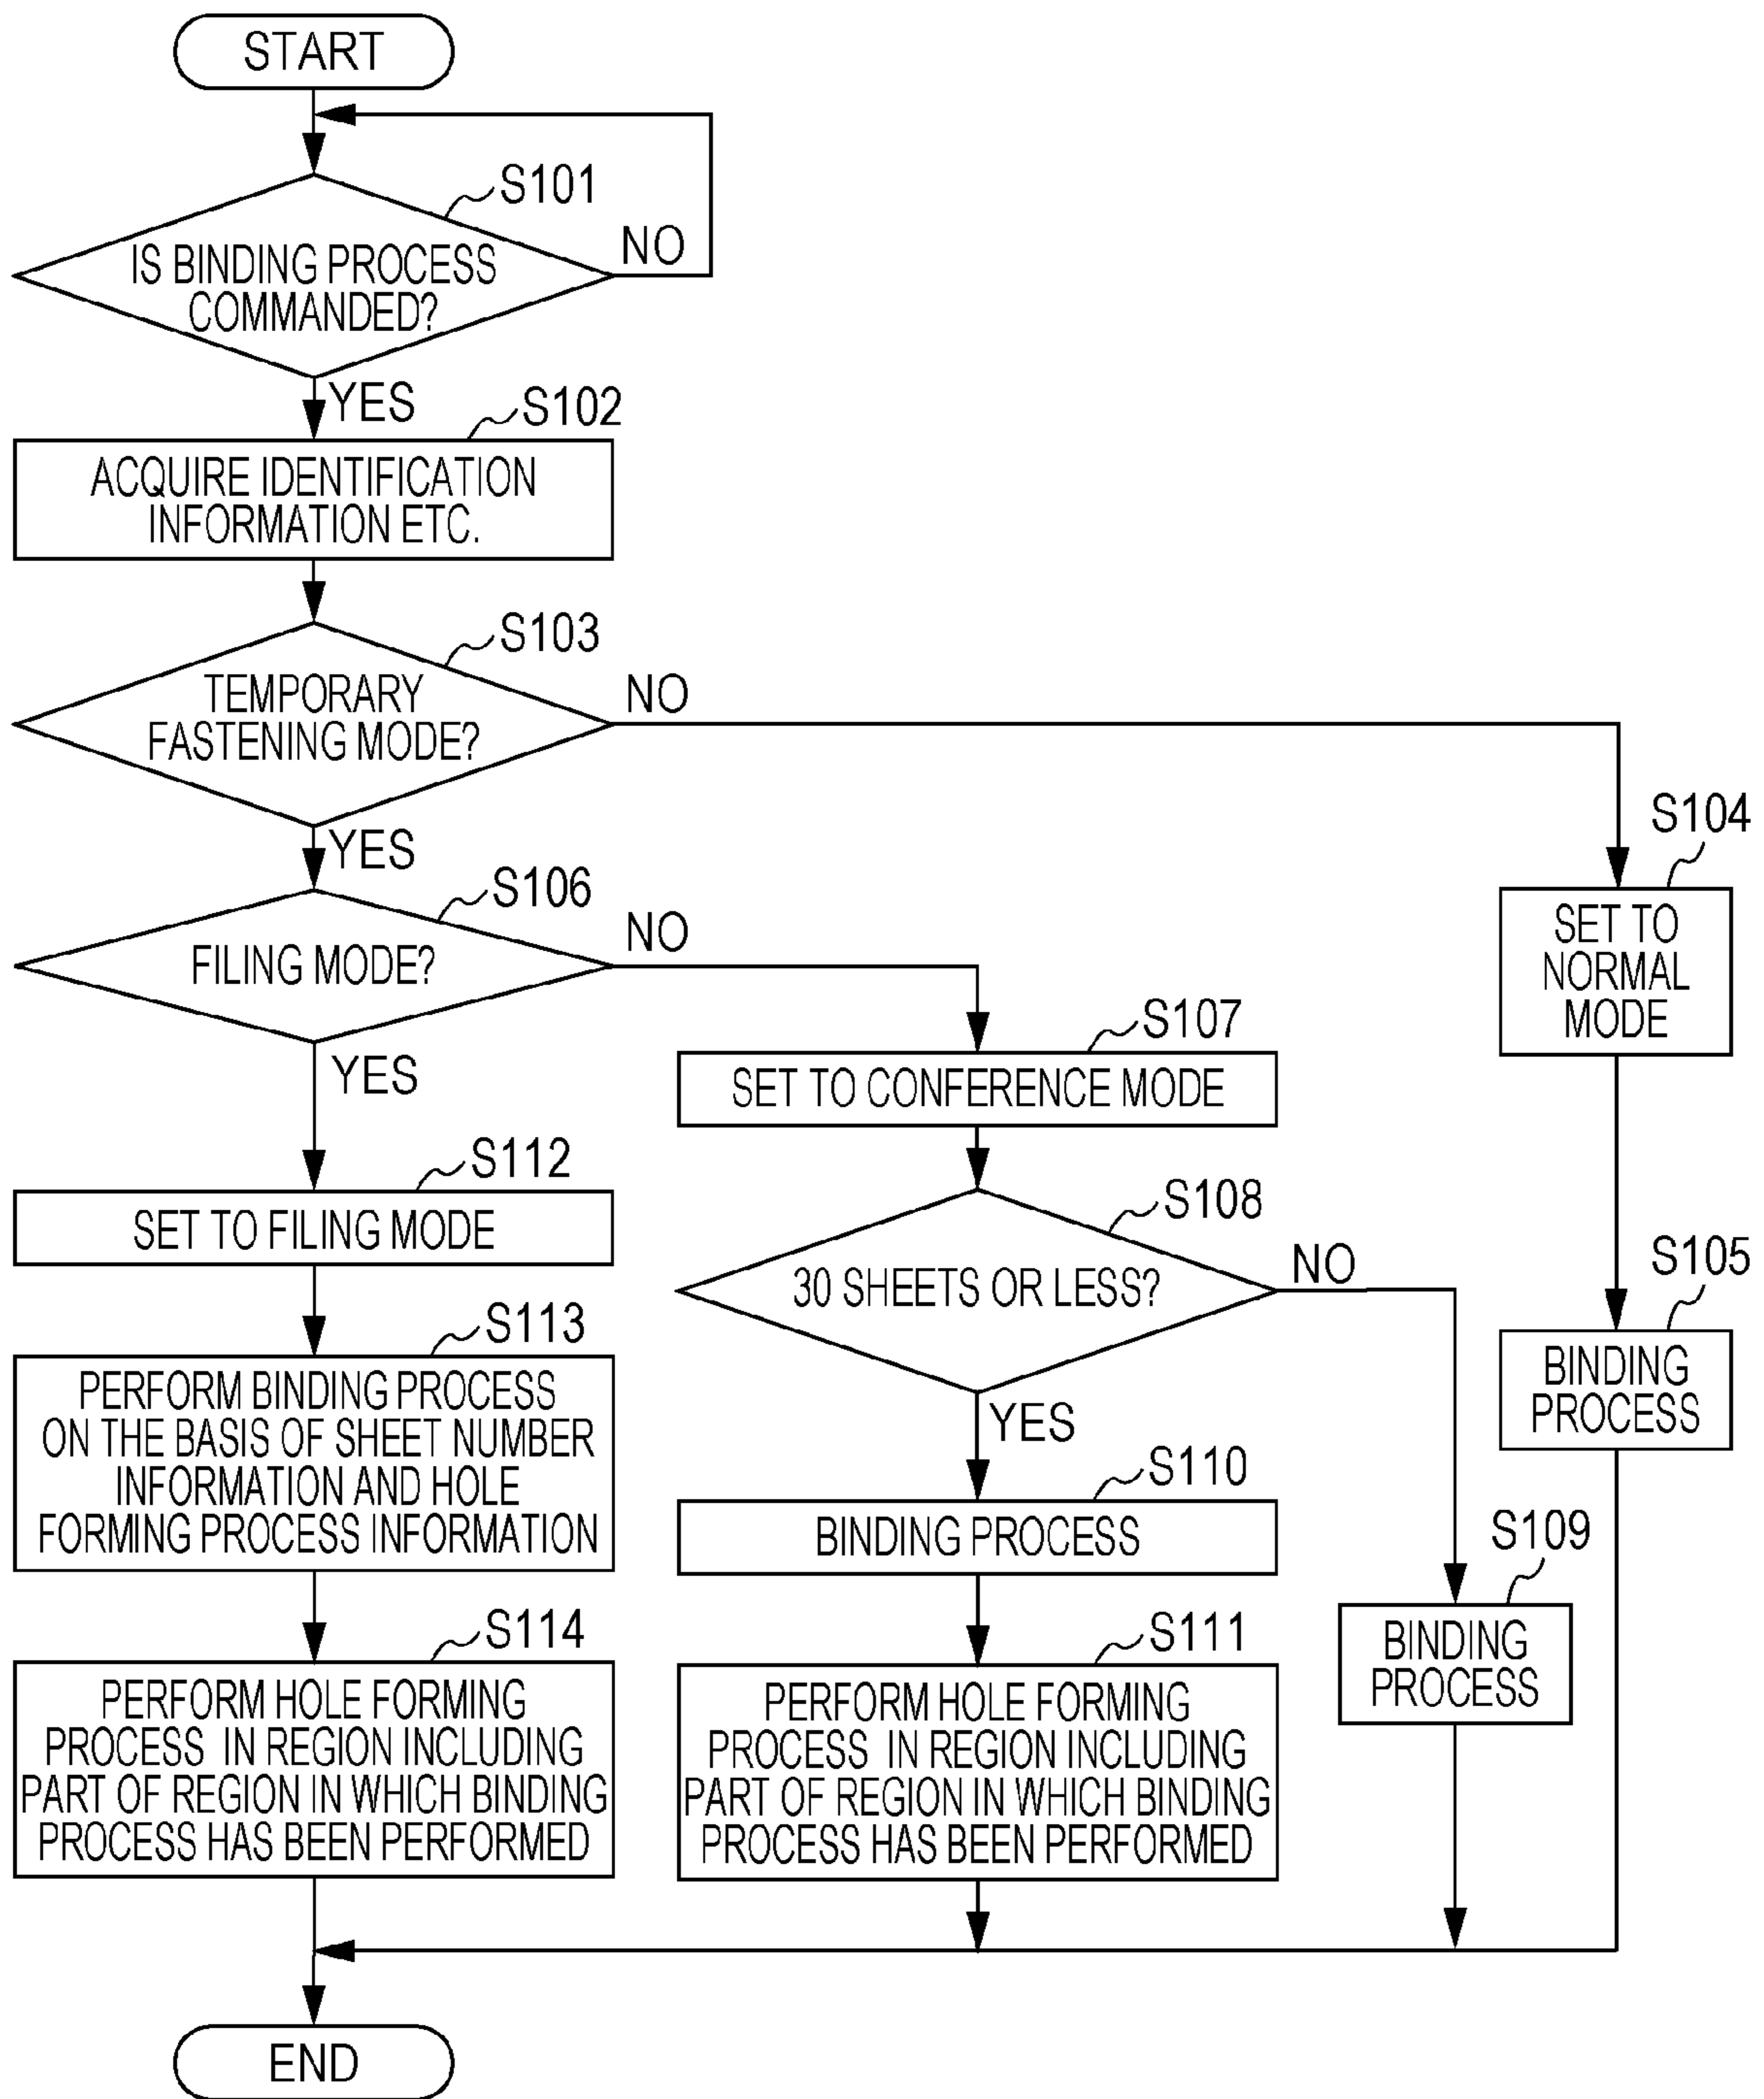 START
S101
IS BINDING PROCESS
COMMANDED?
NO
YES
S102
ACQUIRE IDENTIFICATION
INFORMATION ETC.
S103
TEMPORARY
FASTENING MODE?
NO
YES
S104
SET TO
NORMAL
MODE
S105
BINDING
PROCESS
S106
FILING MODE?
NO
YES
S107
SET TO CONFERENCE MODE
S108
30 SHEETS OR LESS?
NO
YES
S109
BINDING
PROCESS
S110
BINDING PROCESS
S111
PERFORM HOLE FORMING
PROCESS IN REGION INCLUDING
PART OF REGION IN WHICH BINDING
PROCESS HAS BEEN PERFORMED
S112
SET TO FILING MODE
S113
PERFORM BINDING PROCESS
ON THE BASIS OF SHEET NUMBER
INFORMATION AND HOLE
FORMING PROCESS INFORMATION
S114
PERFORM HOLE FORMING
PROCESS IN REGION INCLUDING
PART OF REGION IN WHICH BINDING
PROCESS HAS BEEN PERFORMED
END